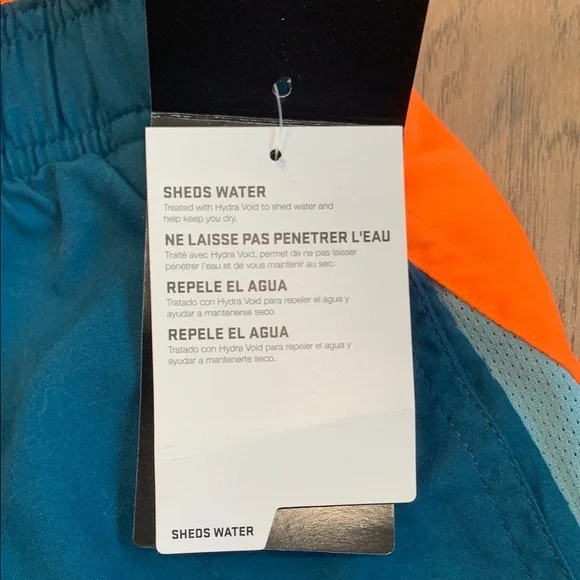 SHEDS WATER
Treated with Hydra Void to shed water and
help keep you dry.
NE LAISSE PAS PENETRER L'EAU
Traité avec Hydra Void, permet de ne pas laisser
pénétrer l'eau et de vous maintenir au sec.
REPELE EL AGUA
Tratado con Hydra Void para repeler el agua y
ayudar a mantenerse seco.
REPELE EL AGUA
Tratado con Hydra Void para repeler el agua y
ayudar a mantenerte seco.
SHEDS WATER